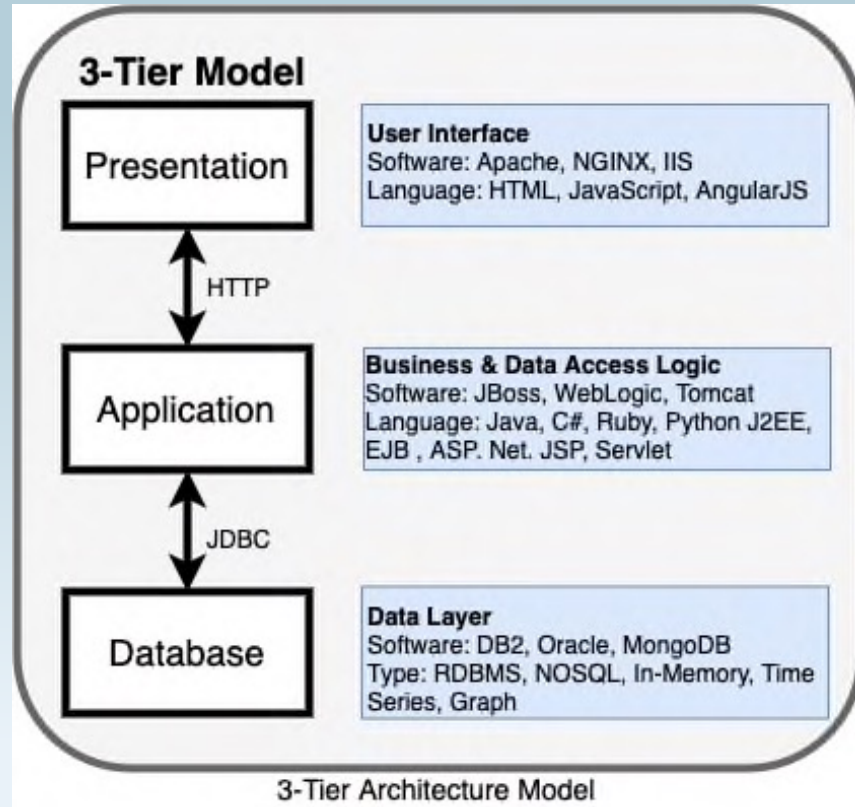 3-Tier Model
Presentation
User Interface
Software: Apache, NGINX, IIS
Language: HTML, JavaScript, AngularJS
HTTP
Application
Business & Data Access Logic
Software: JBoss, WebLogic, Tomcat
Language: Java, C#, Ruby, Python J2EE,
EJB , ASP. Net. JSP, Servlet
JDBC
Database
Data Layer
Software: DB2, Oracle, MongoDB
Type: RDBMS, NOSQL, In-Memory, Time
Series, Graph
3-Tier Architecture Model